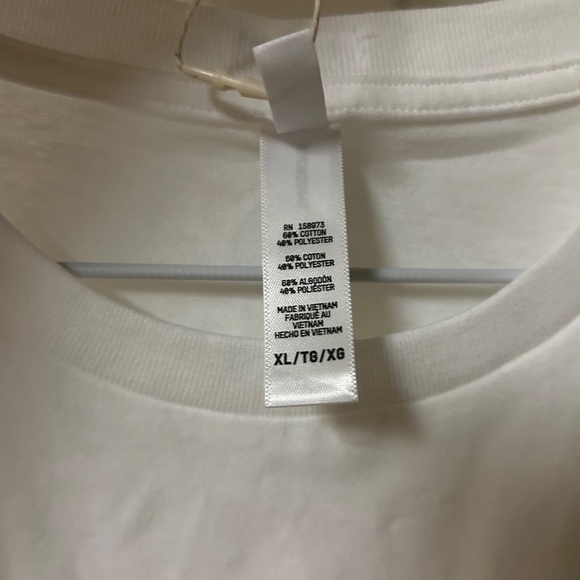 RN 158973
60% COTTON
40% POLYESTER
60% COTON
40% POLYESTER
60% ALGODÓN
40% POLIÉSTER
MADE IN VIETNAM
FABRIQUÉ AU
VIETNAM
HECHO EN VIETNAM
XL/TG/XG